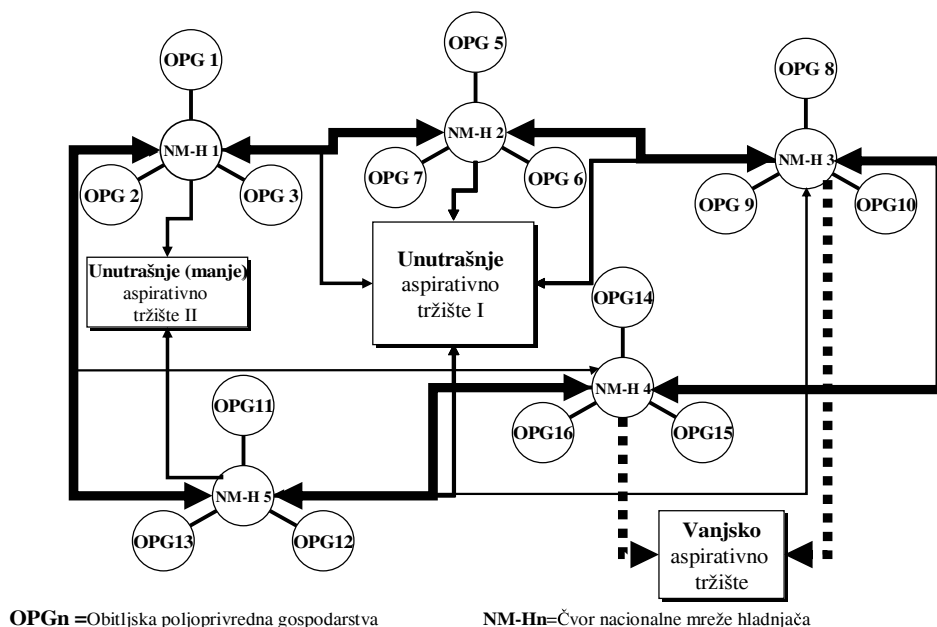 OPG 5
OPG 1
OPG 8
NM-H 2
NM-H 1
NM-H 3
OPG 7
OPG 6
OPG 2
OPG 3
OPG 9
OPG10
Unutrašnje (manje)
aspirativno
tržište II
Unutrašnje
aspirativno
tržište I
OPG14
NM-H 4
OPG11
OPG16
OPG15
NM-H 5
OPG13
OPG12
Vanjsko
aspirativno
tržište
OPGn =Obitljska poljoprivredna gospodarstva
NM-Hn=Čvor nacionalne mreže hladnjača